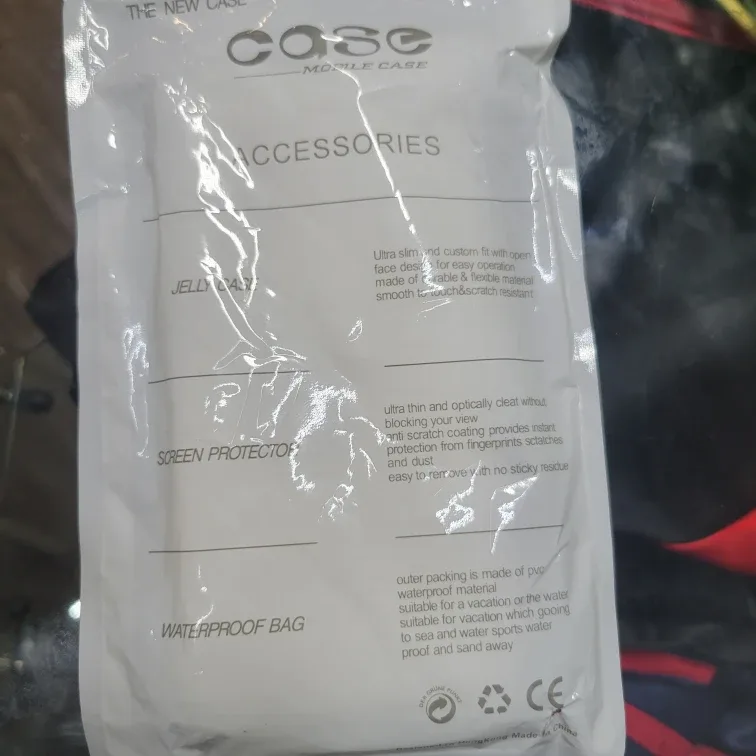 THE NEW CASE
case
MOBILE CASE
ACCESSORIES
JELLY CASE
Ultra slim and custom fit with open
face design for easy operation
made of durable & flexible material
smooth to touch&scratch resistant
SCREEN PROTECTOR
ultra thin and optically cleat without
blocking your view
anti scratch coating provides instant
protection from fingerprints sctatches
and dust
easy to remove with no sticky residue
WATERPROOF BAG
outer packing is made of pvc
waterproof material
suitable for a vacation or the water
suitable for vacation which gooing
to sea and water sports water
proof and sand away
DER GRÜNE PUNKT
CE
Made in China